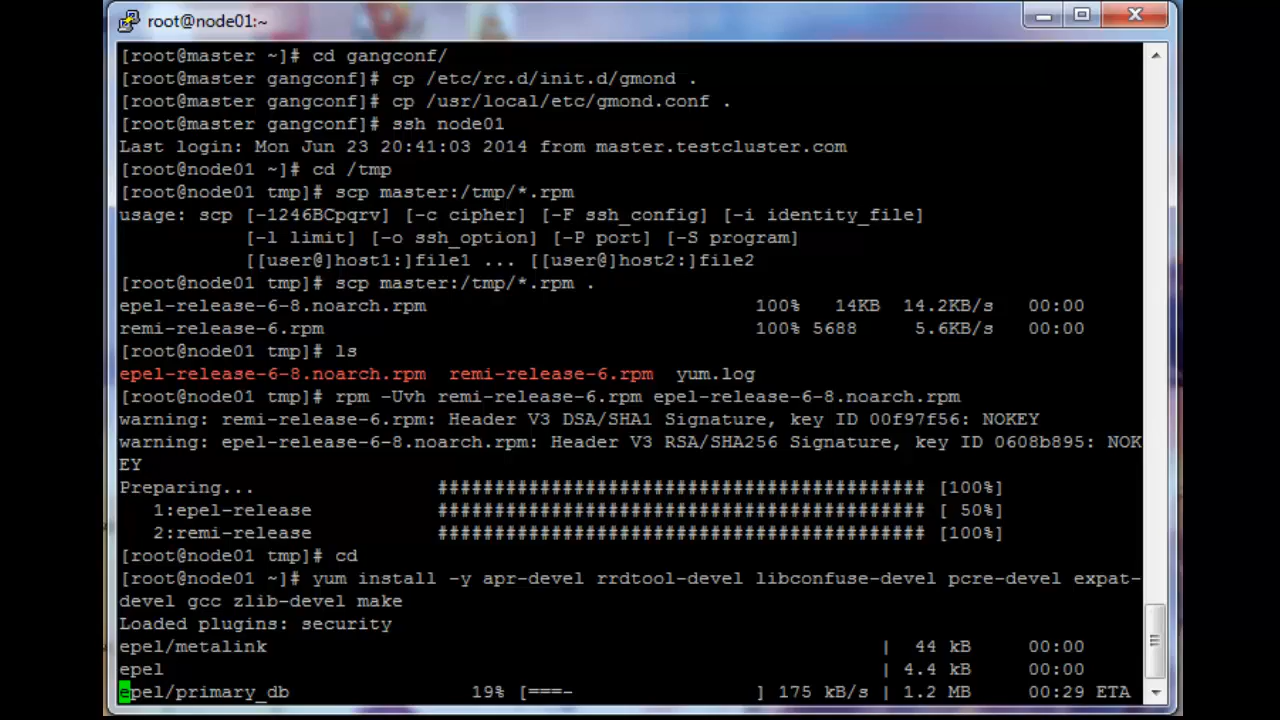 root@node01:~
[root@master ~]# cd gangconf/
[root@master gangconf]# cp /etc/rc.d/init.d/gmond .
[root@master gangconf]# cp /usr/local/etc/gmond.conf .
[root@master gangconf]# ssh node01
Last login: Mon Jun 23 20:41:03 2014 from master.testcluster.com
[root@node01 ~]# cd /tmp
[root@node01 tmp]# scp master:/tmp/*.rpm
usage: scp [-1246BCpqrv] [-c cipher] [-F ssh_config] [-i identity_file]
[-l limit] [-o ssh_option] [-P port] [-S program]
[[user@]host1:]file1 ... [[user@]host2:]file2
[root@node01 tmp]# scp master:/tmp/*.rpm .
epel-release-6-8.noarch.rpm 100% 14KB 14.2KB/s 00:00
remi-release-6.rpm 100% 5688 5.6KB/s 00:00
[root@node01 tmp]# ls
epel-release-6-8.noarch.rpm remi-release-6.rpm yum.log
[root@node01 tmp]# rpm -Uvh remi-release-6.rpm epel-release-6-8.noarch.rpm
warning: remi-release-6.rpm: Header V3 DSA/SHA1 Signature, key ID 00f97f56: NOKEY
warning: epel-release-6-8.noarch.rpm: Header V3 RSA/SHA256 Signature, key ID 0608b895: NOK
EY
Preparing... ########################################### [100%]
1:epel-release ########################################### [ 50%]
2:remi-release ########################################### [100%]
[root@node01 tmp]# cd
[root@node01 ~]# yum install -y apr-devel rrdtool-devel libconfuse-devel pcre-devel expat-
devel gcc zlib-devel make
Loaded plugins: security
epel/metalink | 44 kB 00:00
epel | 4.4 kB 00:00
epel/primary_db 19% [===- ] 175 kB/s | 1.2 MB 00:29 ETA